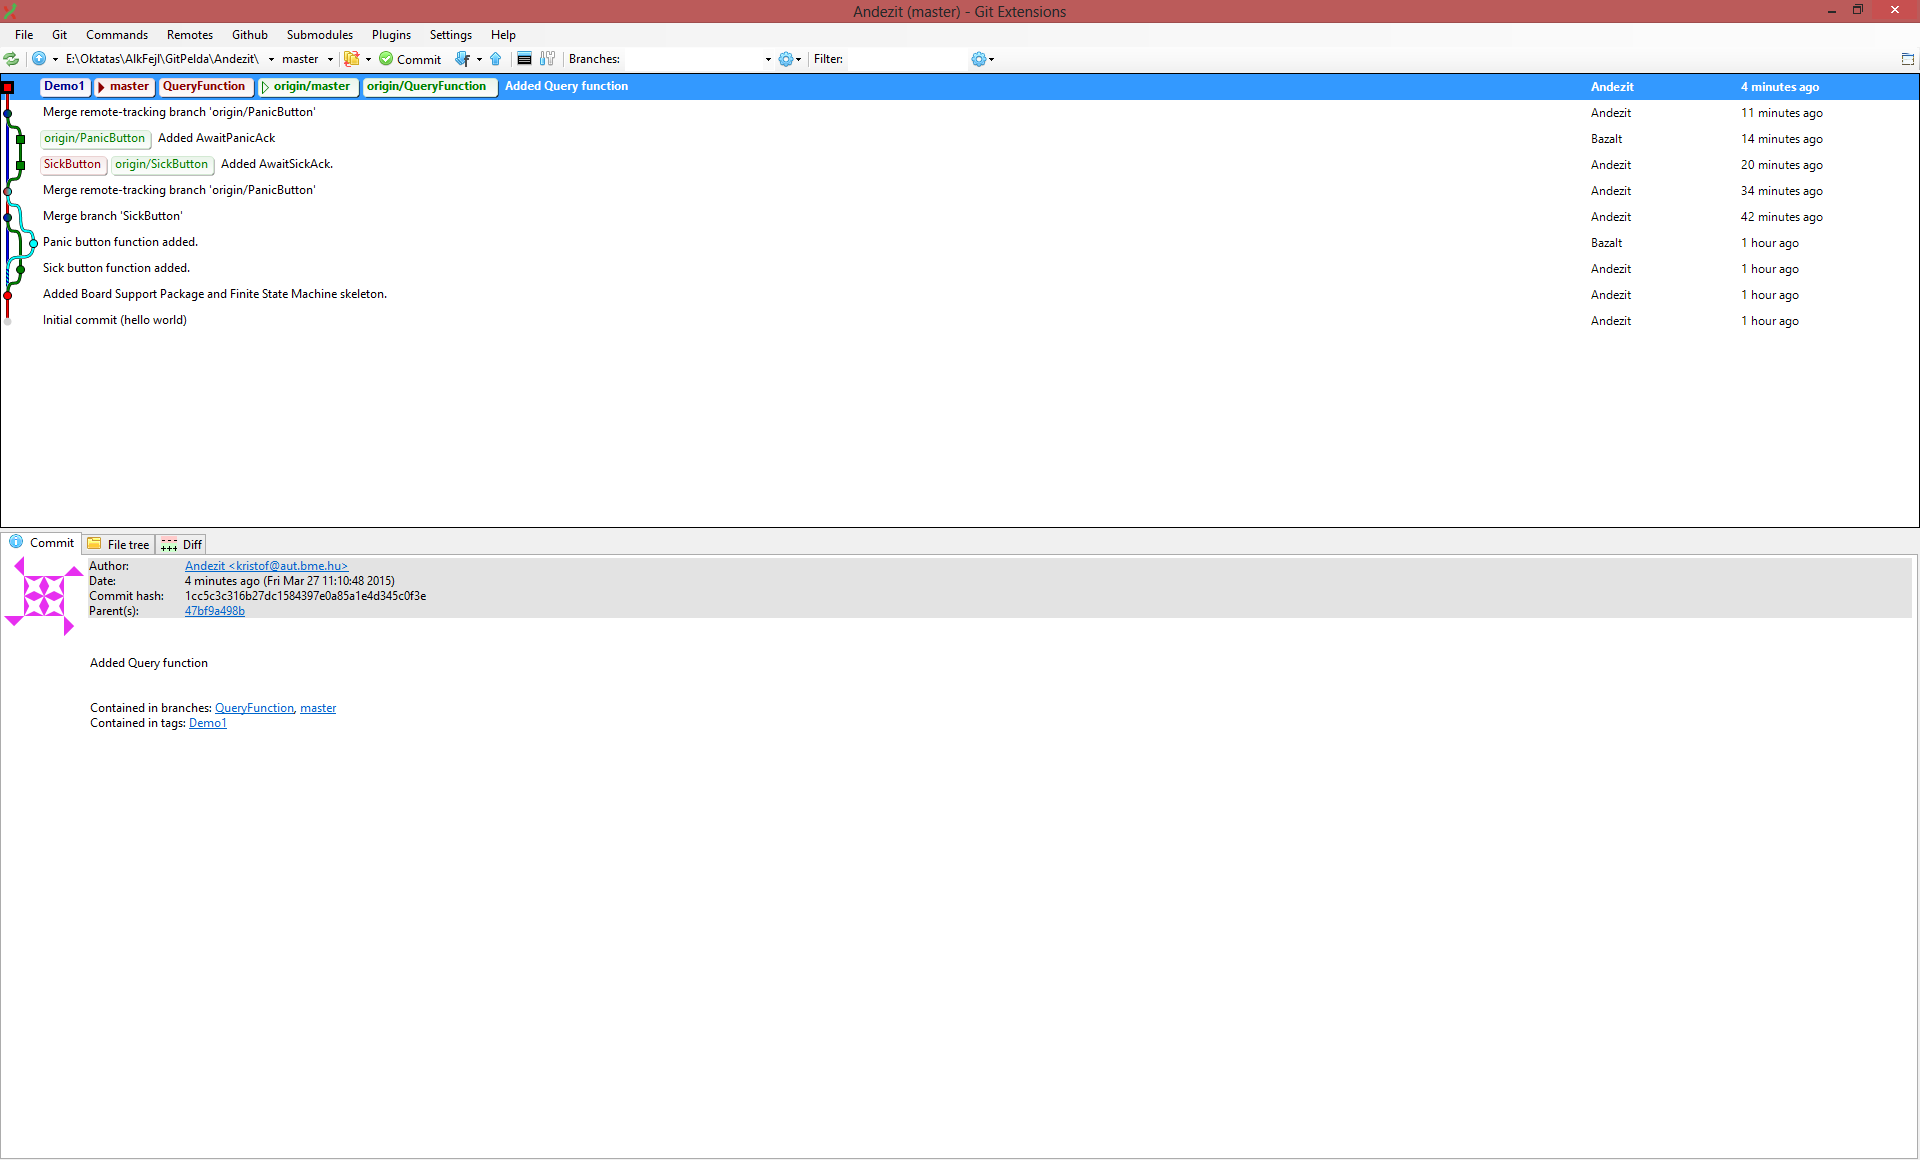 Andezit (master) - Git Extensions
File Git Commands Remotes Github Submodules Plugins Settings Help
E:\Oktatas\AlkFejl\GitPelda\Andezit\ master Commit Branches: Filter:
Demo1 master QueryFunction origin/master origin/QueryFunction Added Query function Andezit 4 minutes ago
Merge remote-tracking branch 'origin/PanicButton' Andezit 11 minutes ago
origin/PanicButton Added AwaitPanicAck Bazalt 14 minutes ago
SickButton origin/SickButton Added AwaitSickAck. Andezit 20 minutes ago
Merge remote-tracking branch 'origin/PanicButton' Andezit 34 minutes ago
Merge branch 'SickButton' Andezit 42 minutes ago
Panic button function added. Bazalt 1 hour ago
Sick button function added. Andezit 1 hour ago
Added Board Support Package and Finite State Machine skeleton. Andezit 1 hour ago
Initial commit (hello world) Andezit 1 hour ago
Commit File tree Diff
Author: Andezit <kristof@aut.bme.hu>
Date: 4 minutes ago (Fri Mar 27 11:10:48 2015)
Commit hash: 1cc5c3c316b27dc1584397e0a85a1e4d345c0f3e
Parent(s): 47bf9a498b
Added Query function
Contained in branches: QueryFunction, master
Contained in tags: Demo1